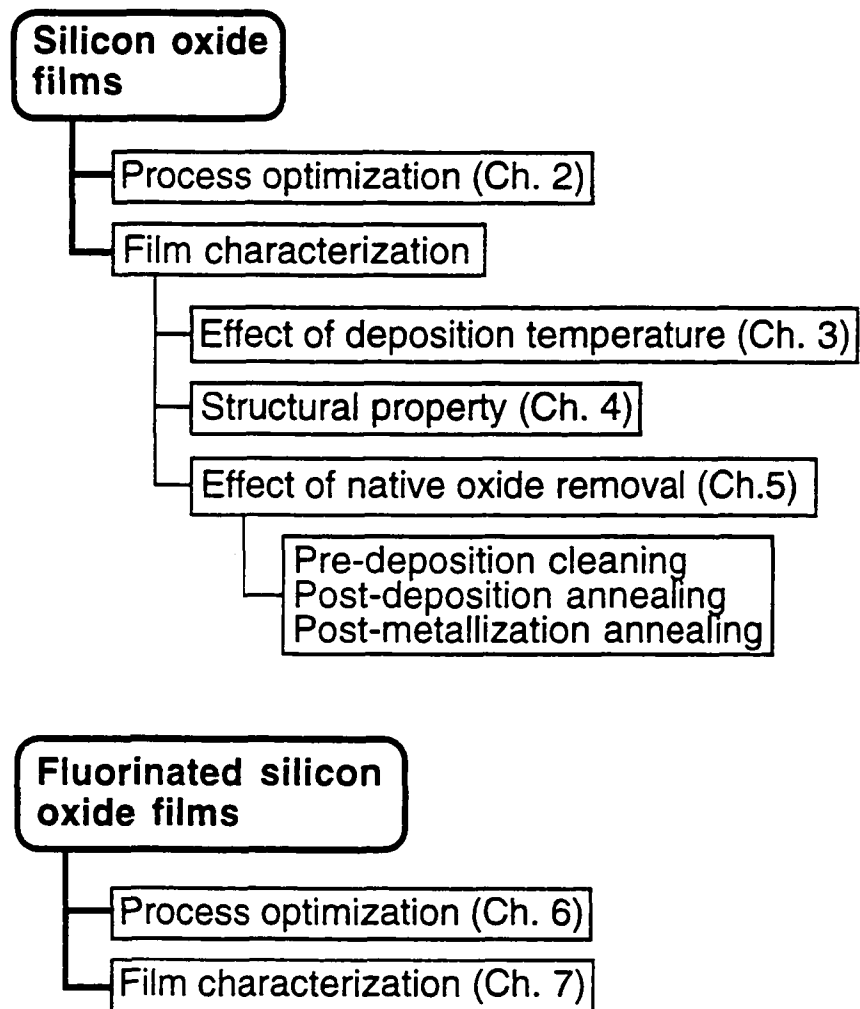 Silicon oxide
films
Process optimization (Ch. 2)
Film characterization
Effect of deposition temperature (Ch. 3)
Structural property (Ch. 4)
Effect of native oxide removal (Ch.5)
Pre-deposition cleaning
Post-deposition annealing
Post-metallization annealing
Fluorinated silicon
oxide films
Process optimization (Ch. 6)
Film characterization (Ch. 7)